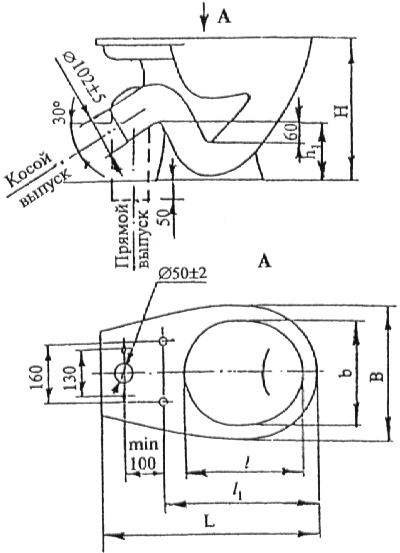 A
Ø102±5
30°
Косой
выпуск
Прямой
выпуск
50
60
h1
H
A
Ø50±2
160
130
min
100
l
l1
L
b
B